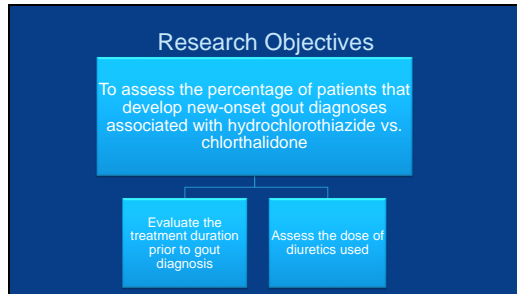 Research Objectives
To assess the percentage of patients that
develop new-onset gout diagnoses
associated with hydrochlorothiazide vs.
chlorthalidone
Evaluate the
treatment duration
prior to gout
diagnosis
Assess the dose of
diuretics used